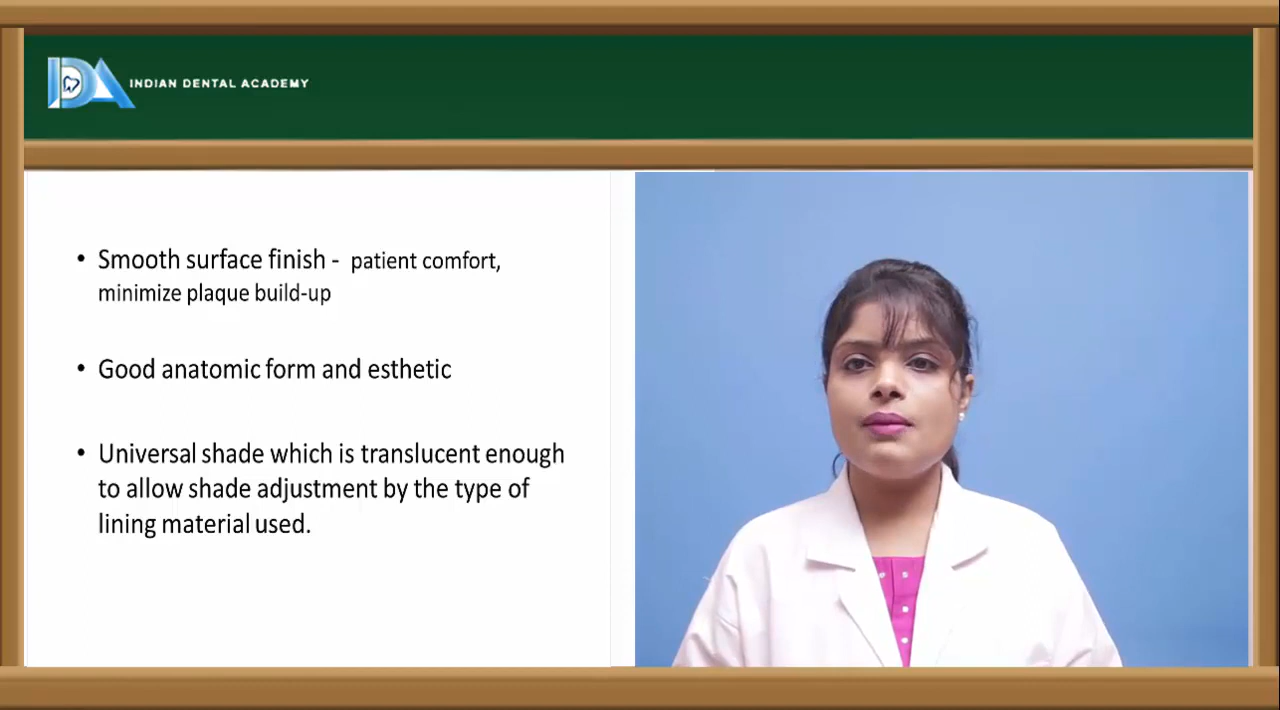 IDA
INDIAN DENTAL ACADEMY
• Smooth surface finish - patient comfort,
minimize plaque build-up
• Good anatomic form and esthetic
• Universal shade which is translucent enough
to allow shade adjustment by the type of
lining material used.